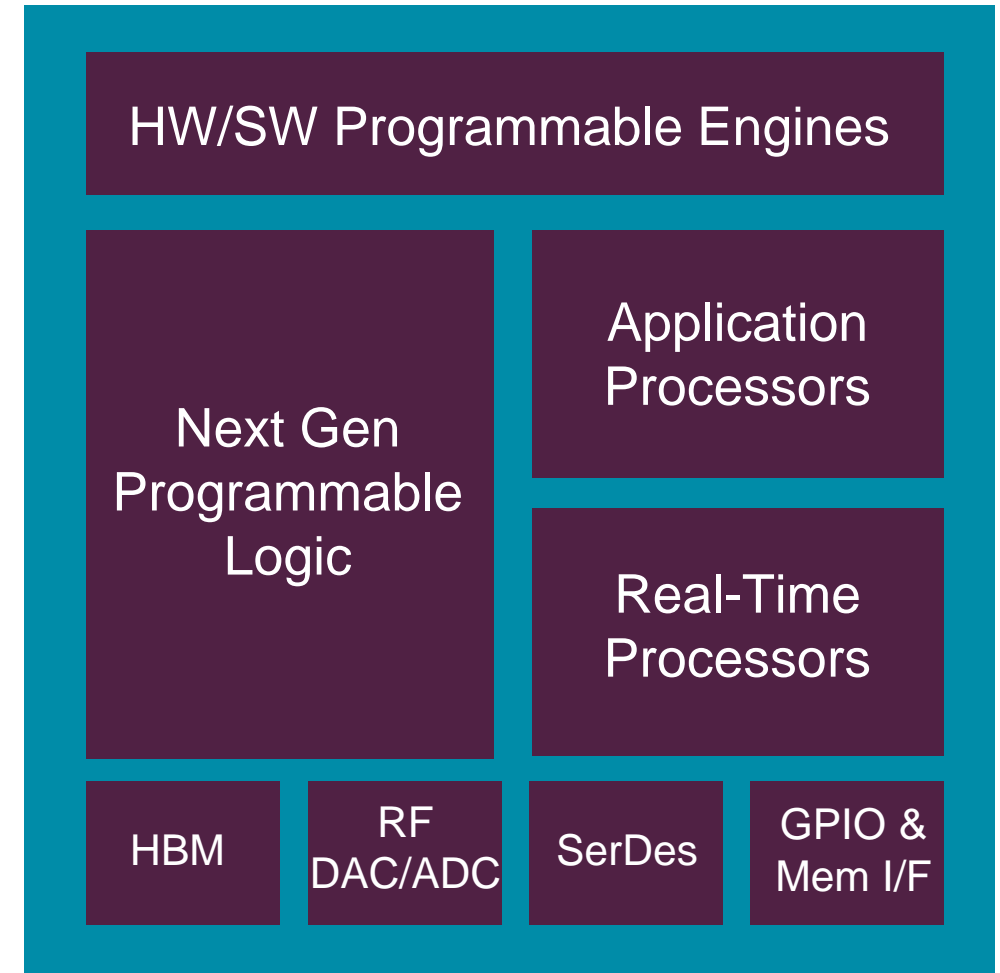 HW/SW Programmable Engines
Next Gen
Programmable
Logic
Application
Processors
Real-Time
Processors
HBM
RF
DAC/ADC
SerDes
GPIO &
Mem I/F